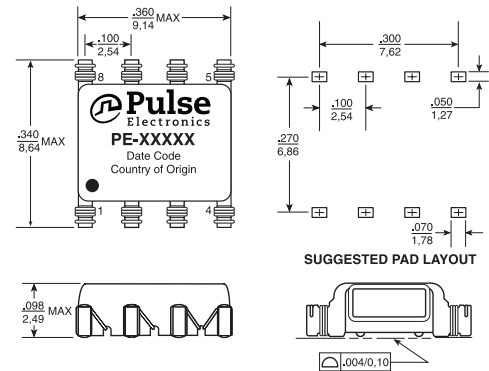 .360
9,14
MAX
.100
2,54
8
5
.340
8,64
MAX
Pulse
Electronics
PE-XXXXX
Date Code
Country of Origin
1
4
.300
7,62
.100
2,54
.050
1,27
.270
6,86
.070
1,78
SUGGESTED PAD LAYOUT
.098
2,49
MAX
.004/0,10